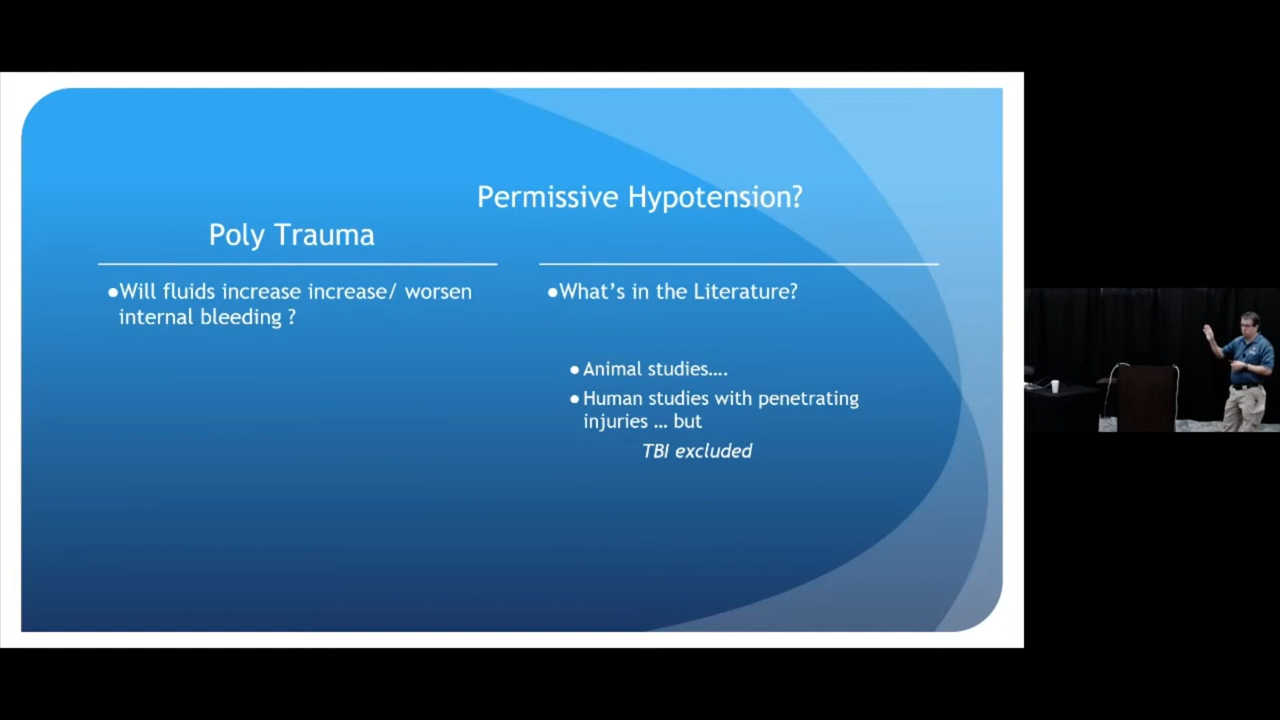 Permissive Hypotension?
Poly Trauma
●Will fluids increase increase/ worsen
internal bleeding ?
●What’s in the Literature?
●Animal studies….
●Human studies with penetrating
injuries … but
TBI excluded